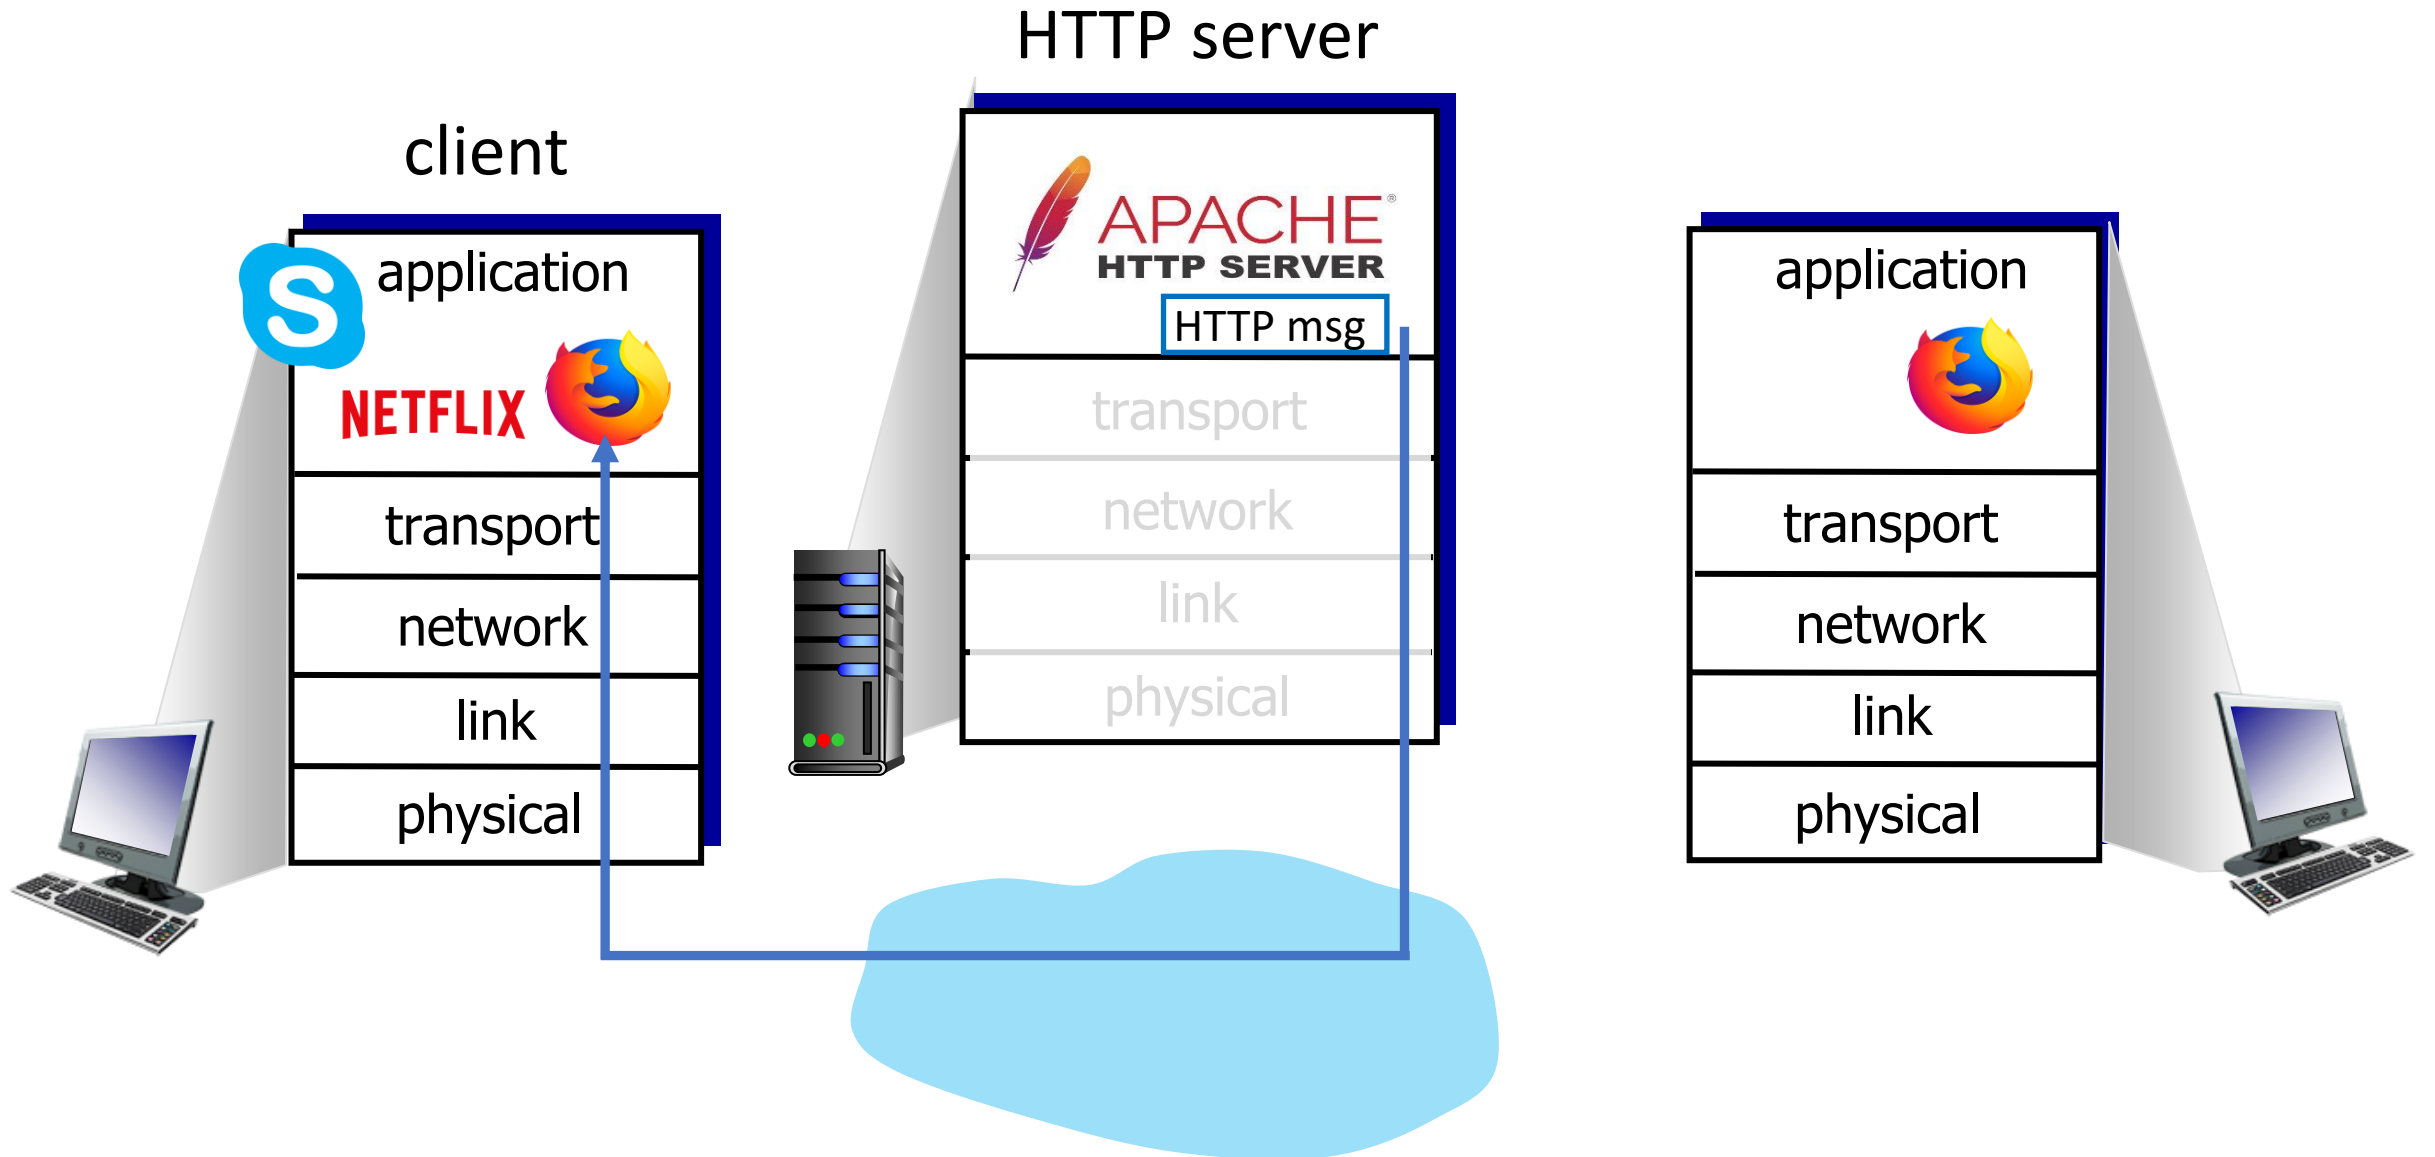 HTTP server
client
application
S
NETFLIX
transport
network
link
physical
APACHE®
HTTP SERVER
HTTP msg
transport
network
link
physical
application
transport
network
link
physical